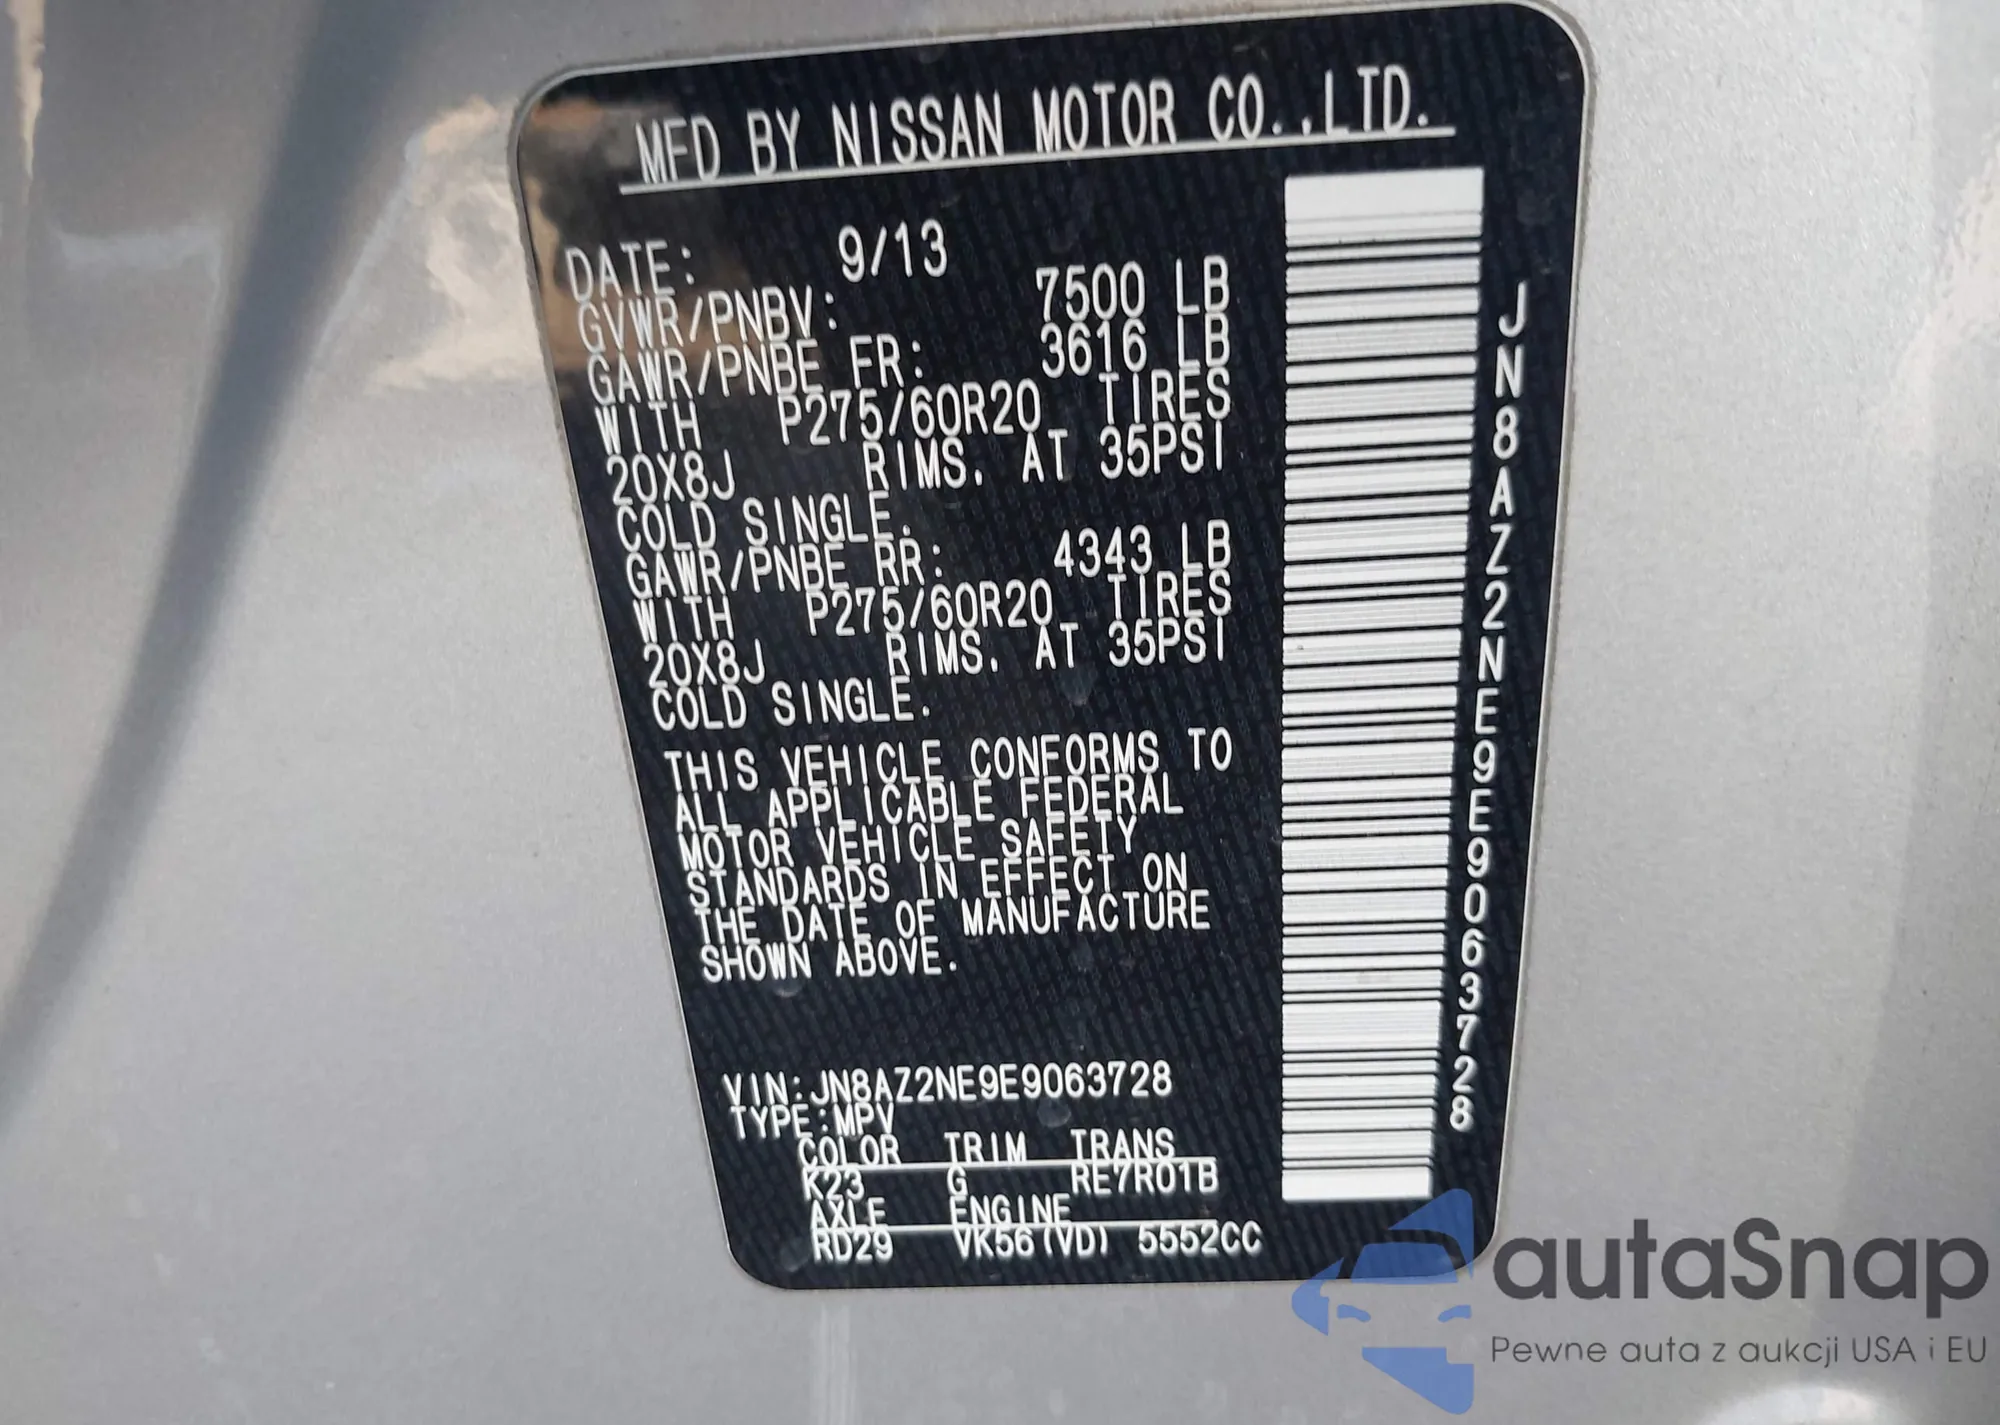 MFD BY NISSAN MOTOR CO.,LTD.
DATE: 9/13
GVWR/PNBV: 7500 LB
GAWR/PNBE FR: 3616 LB
WITH P275/60R20 TIRES
20X8J RIMS. AT 35PSI
COLD SINGLE.
GAWR/PNBE RR: 4343 LB
WITH P275/60R20 TIRES
20X8J RIMS. AT 35PSI
COLD SINGLE.
THIS VEHICLE CONFORMS TO
ALL APPLICABLE FEDERAL
MOTOR VEHICLE SAFETY
STANDARDS IN EFFECT ON
THE DATE OF MANUFACTURE
SHOWN ABOVE.
VIN:JN8AZ2NE9E9063728
TYPE:MPV
COLOR TRIM TRANS
K23 G RE7R01B
AXLE ENGINE
RD29 VK56(VD) 5552CC
JN8AZ2NE9E9063728
autaSnap
Pewne auta z aukcji USA i EU